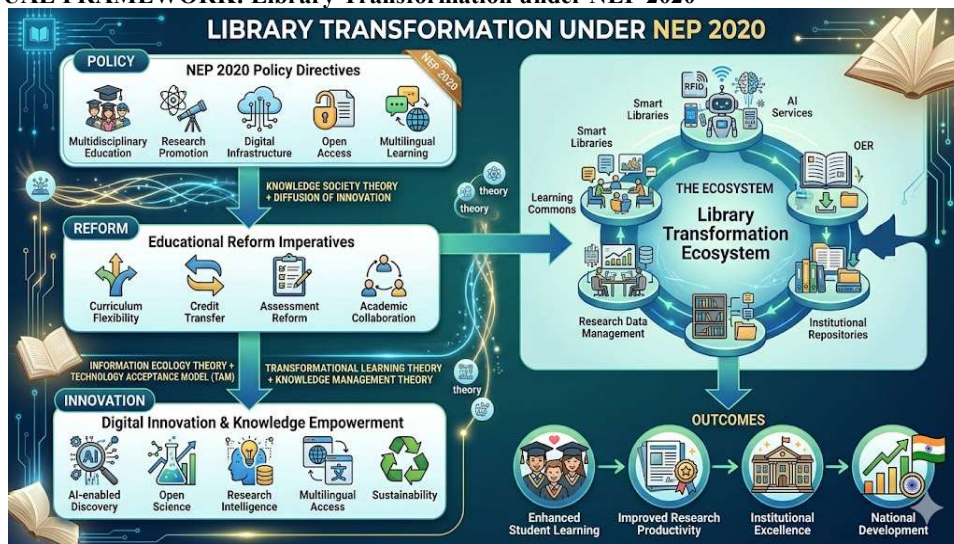 UAL FRAMEWORK: Library Transformation under NEP 2020
LIBRARY TRANSFORMATION UNDER NEP 2020
POLICY
NEP 2020 Policy Directives
NEP 2020
Multidisciplinary
Education
Research
Promotion
Digital
Infrastructure
Open
Access
Multilingual
Learning
KNOWLEDGE SOCIETY THEORY
+ DIFFUSION OF INNOVATION
theory
theory
REFORM
Educational Reform Imperatives
Curriculum
Flexibility
Credit
Transfer
Assessment
Reform
Academic
Collaboration
INFORMATION ECOLOGY THEORY +
TECHNOLOGY ACCEPTANCE MODEL (TAM)
TRANSFORMATIONAL LEARNING THEORY
+ KNOWLEDGE MANAGEMENT THEORY
theory
INNOVATION
Digital Innovation & Knowledge Empowerment
AI
AI-enabled
Discovery
Open
Science
Research
Intelligence
Multilingual
Access
Sustainability
RFID
Smart
Libraries
AI
Services
Smart
Libraries
OER
Learning
Commons
THE ECOSYSTEM
Library
Transformation
Ecosystem
Research Data
Management
Institutional
Repositories
OUTCOMES
Enhanced
Student Learning
Improved Research
Productivity
Institutional
Excellence
National
Development